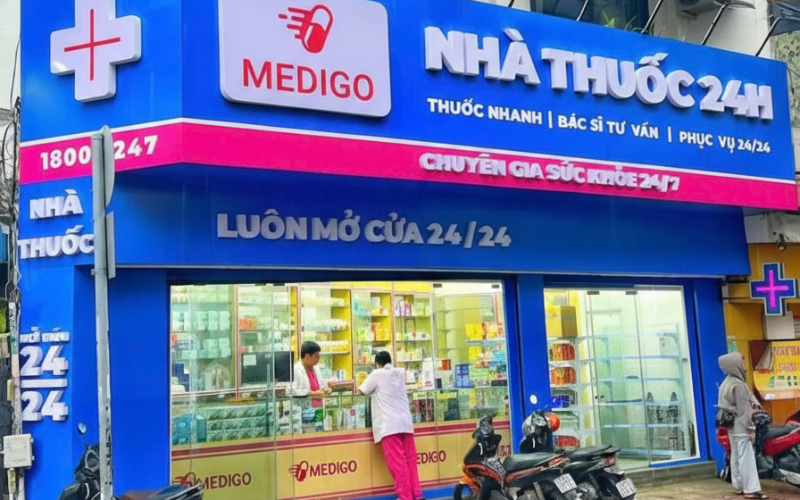 MEDIGO
NHÀ THUỐC 24H
THUỐC NHANH | BÁC SĨ TƯ VẤN | PHỤC VỤ 24/24
1800 247
CHUYÊN GIA SỨC KHỎE 24/7
NHÀ
THUỐC
LUÔN MỞ CỬA 24/24
24
24
MEDIGO
MEDIGO